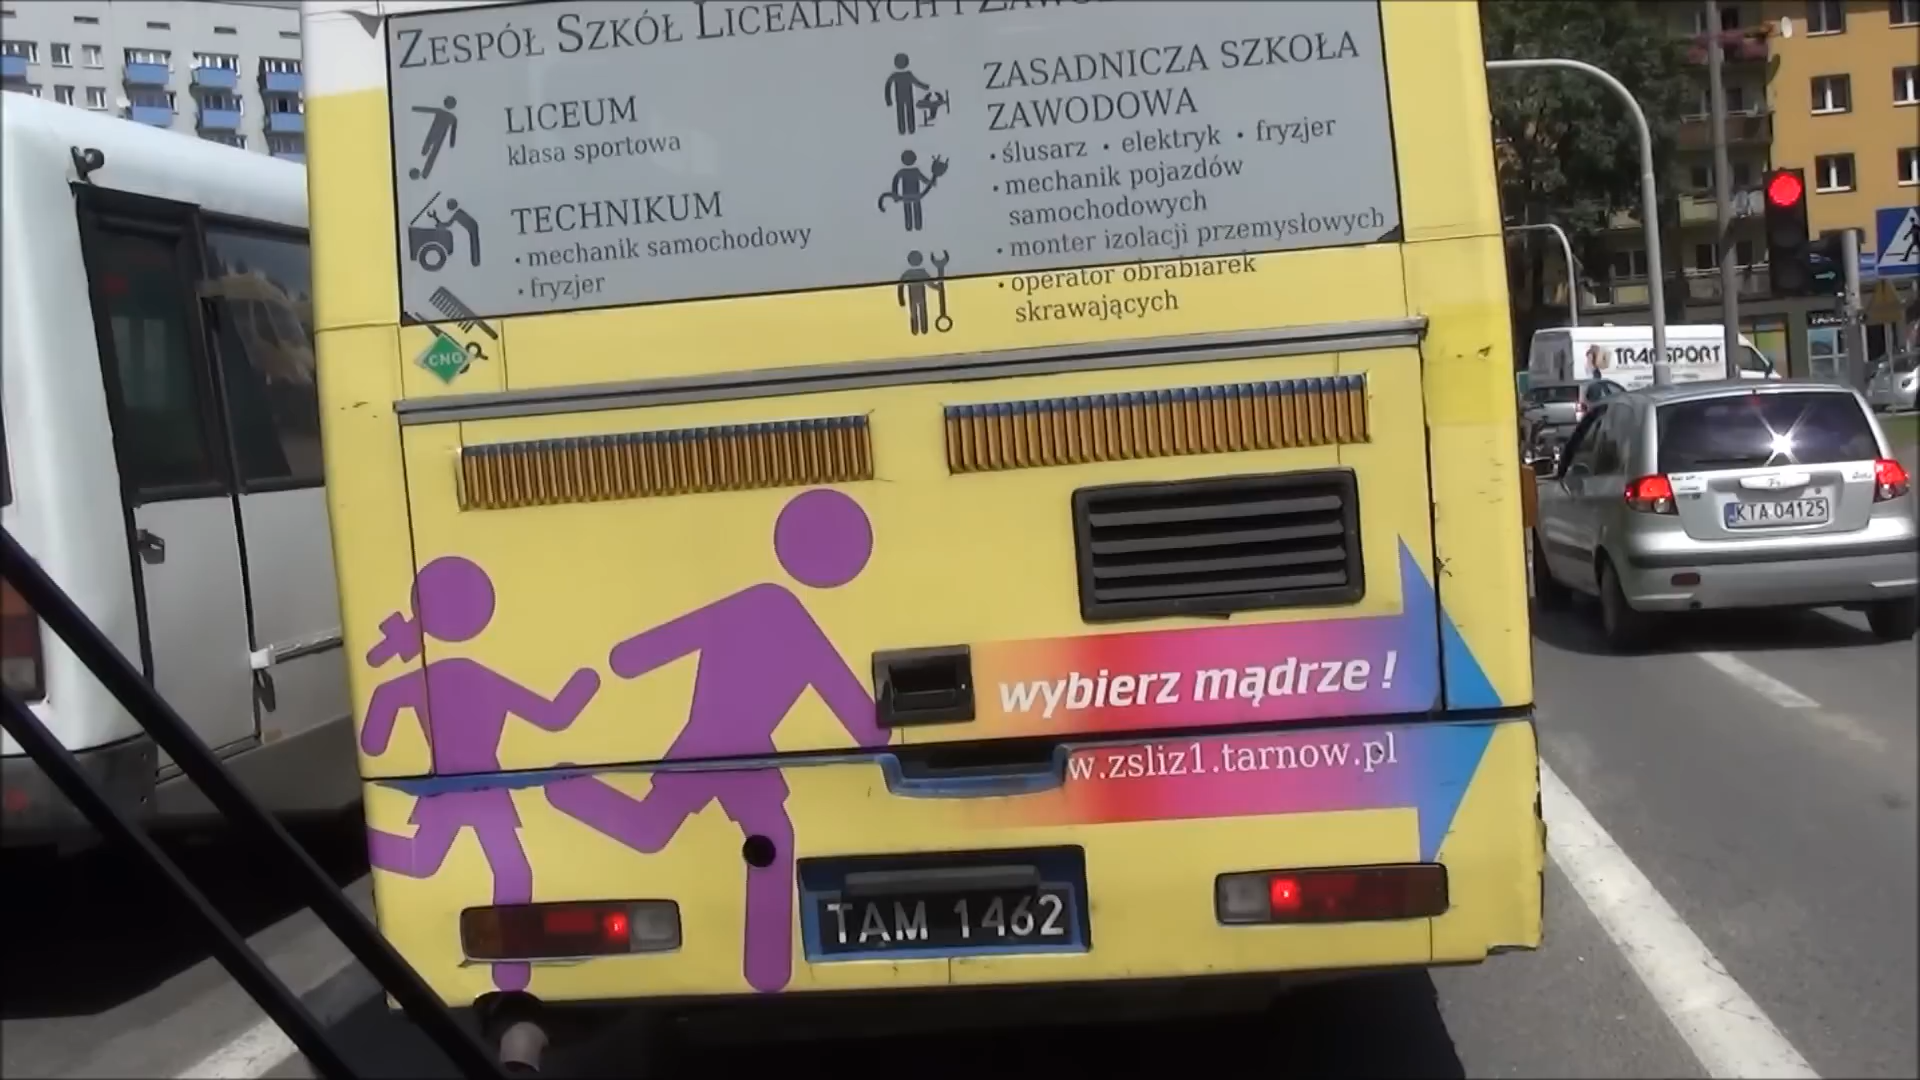 Zespół Szkół Licealnych i
LICEUM
klasa sportowa
TECHNIKUM
• mechanik samochodowy
• fryzjer
ZASADNICZA SZKOŁA
ZAWODOWA
• ślusarz • elektryk • fryzjer
• mechanik pojazdów
samochodowych
• monter izolacji przemysłowych
• operator obrabiarek
skrawających
CNG
wybierz mądrze !
w.zsliz1.tarnow.pl
TAM 1462
TRANSPORT
KTA 04125